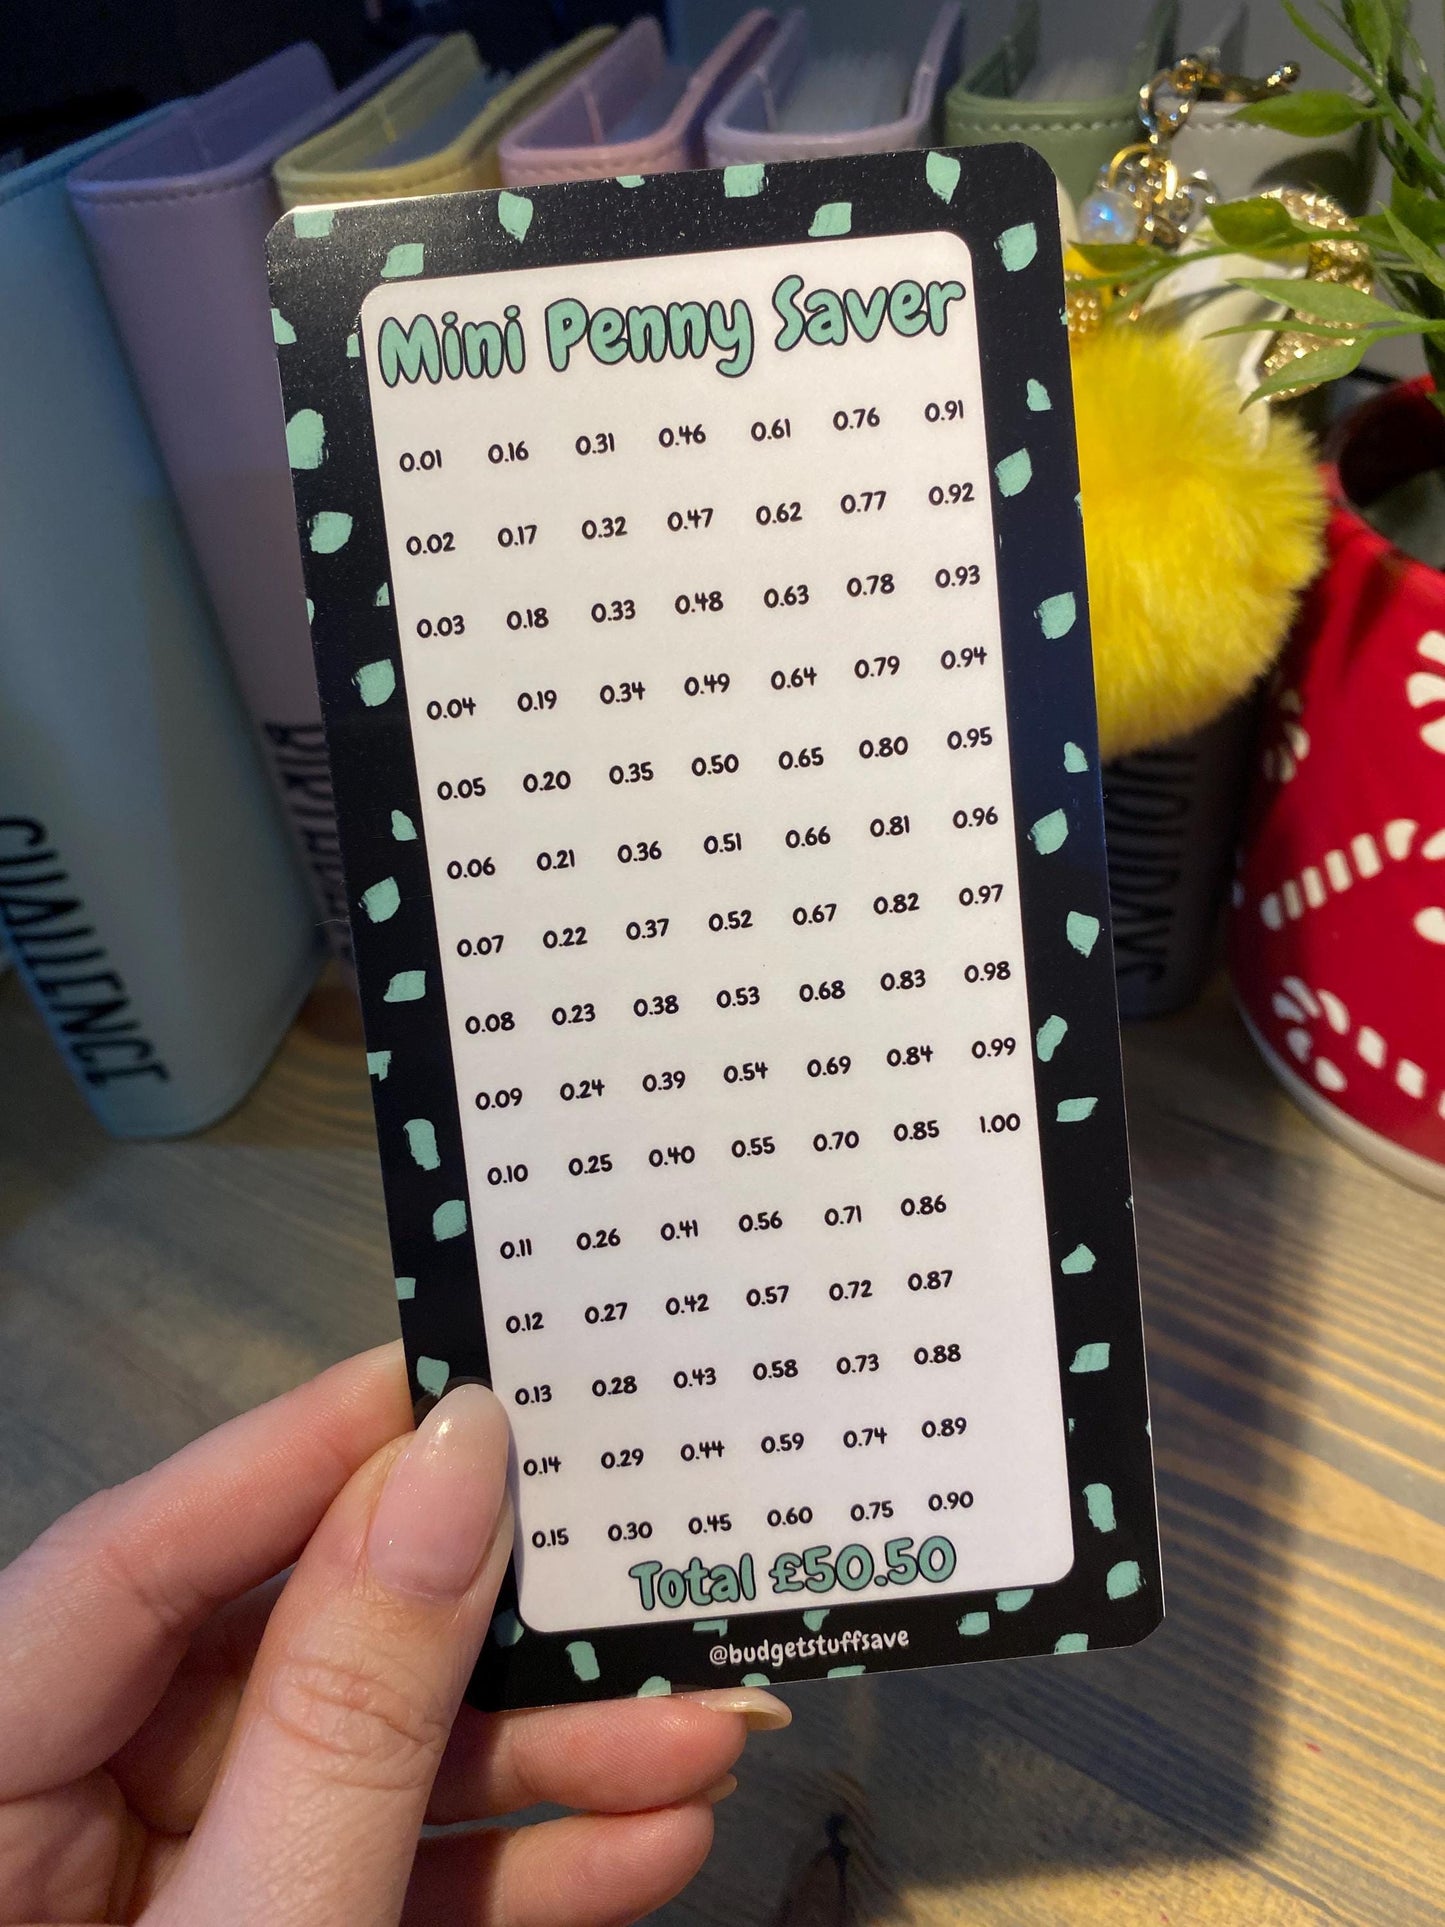 Mini Penny Saver
0.01 0.16 0.31 0.46 0.61 0.76 0.91
0.02 0.17 0.32 0.47 0.62 0.77 0.92
0.03 0.18 0.33 0.48 0.63 0.78 0.93
0.04 0.19 0.34 0.49 0.64 0.79 0.94
0.05 0.20 0.35 0.50 0.65 0.80 0.95
0.06 0.21 0.36 0.51 0.66 0.81 0.96
0.07 0.22 0.37 0.52 0.67 0.82 0.97
0.08 0.23 0.38 0.53 0.68 0.83 0.98
0.09 0.24 0.39 0.54 0.69 0.84 0.99
0.10 0.25 0.40 0.55 0.70 0.85 1.00
0.11 0.26 0.41 0.56 0.71 0.86
0.12 0.27 0.42 0.57 0.72 0.87
0.13 0.28 0.43 0.58 0.73 0.88
0.14 0.29 0.44 0.59 0.74 0.89
0.15 0.30 0.45 0.60 0.75 0.90
Total £50.50
@budgetstuffsave
CHALLENGE